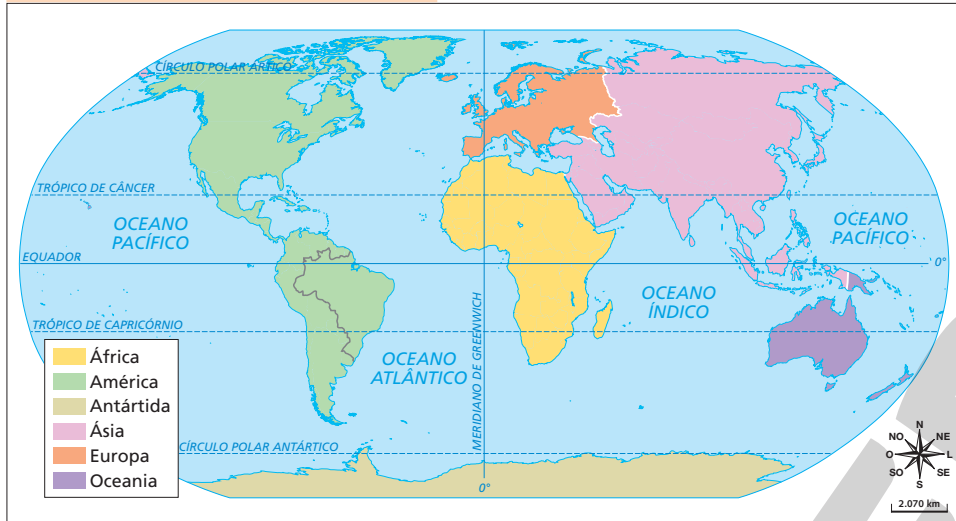 CÍRCULO POLAR ÁRTICO
TRÓPICO DE CÂNCER
OCEANO
PACÍFICO
OCEANO
PACÍFICO
EQUADOR
0°
OCEANO
ÍNDICO
TRÓPICO DE CAPRICÓRNIO
OCEANO
ATLÂNTICO
MERIDIANO DE GREENWICH
África
América
Antártida
Ásia
Europa
Oceania
CÍRCULO POLAR ANTÁRTICO
0°
N
NO NE
O L
SO SE
S
2.070 km